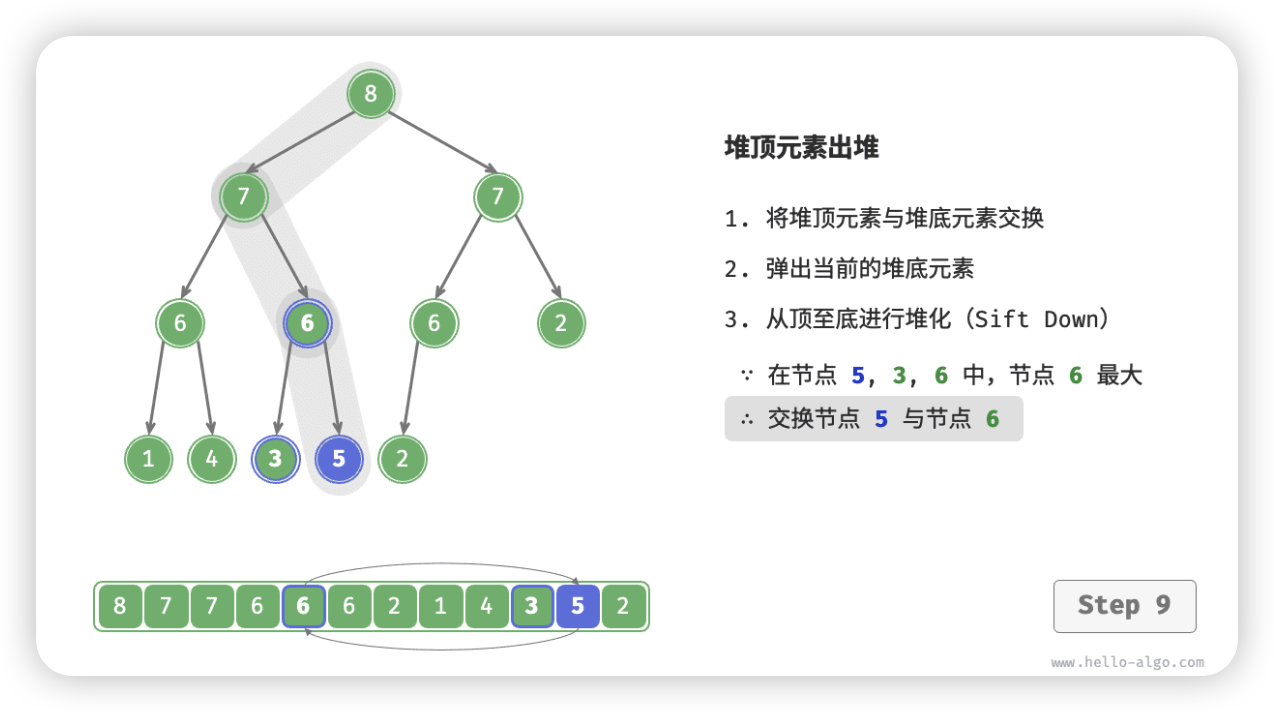 8
7 7
6 6 6 2
1 4 3 5 2
8 7 7 6 6 6 2 1 4 3 5 2
堆顶元素出堆
1. 将堆顶元素与堆底元素交换
2. 弹出当前的堆底元素
3. 从顶至底进行堆化（Sift Down）
∵ 在节点 5, 3, 6 中，节点 6 最大
∴ 交换节点 5 与节点 6
Step 9
www.hello-algo.com